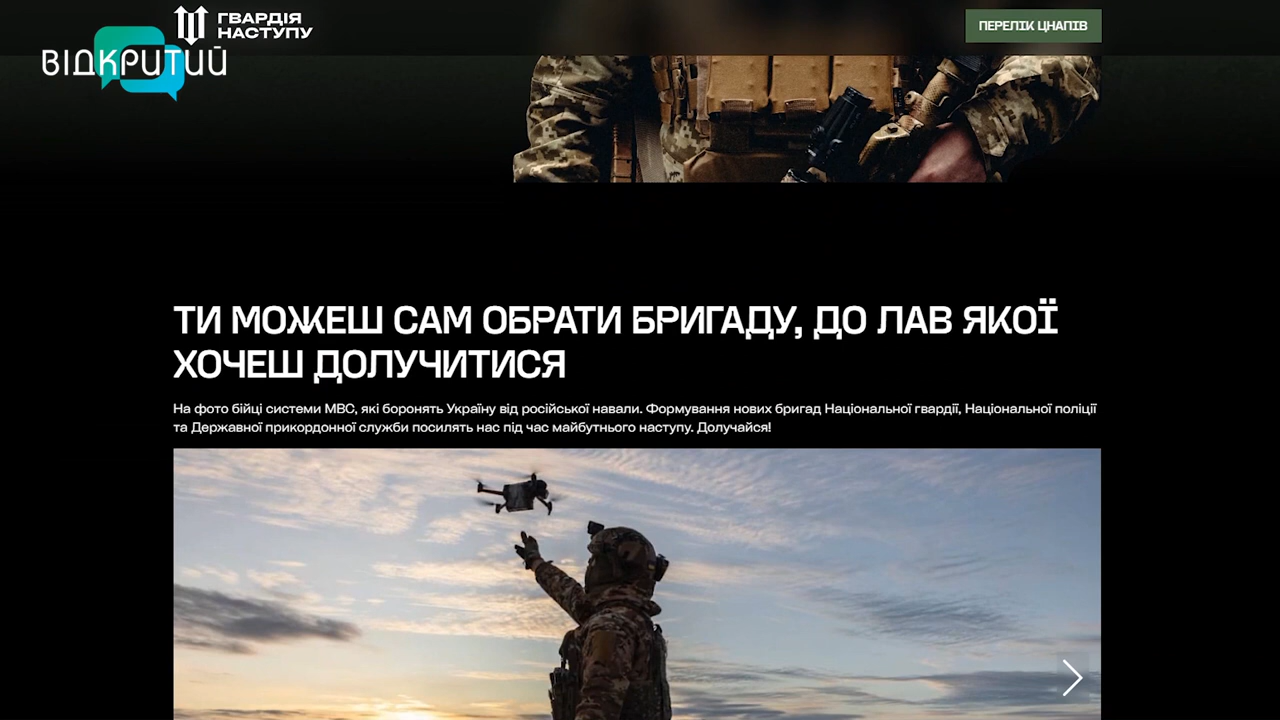 ГВАРДІЯ
НАСТУПУ
ВІДКРИТИЙ
ПЕРЕЛІК ЦНАПІВ
ТИ МОЖЕШ САМ ОБРАТИ БРИГАДУ, ДО ЛАВ ЯКОЇ
ХОЧЕШ ДОЛУЧИТИСЯ
На фото бійці системи МВС, які боронять Україну від російської навали. Формування нових бригад Національної гвардії, Національної поліції
та Державної прикордонної служби посилять нас під час майбутнього наступу. Долучайся!